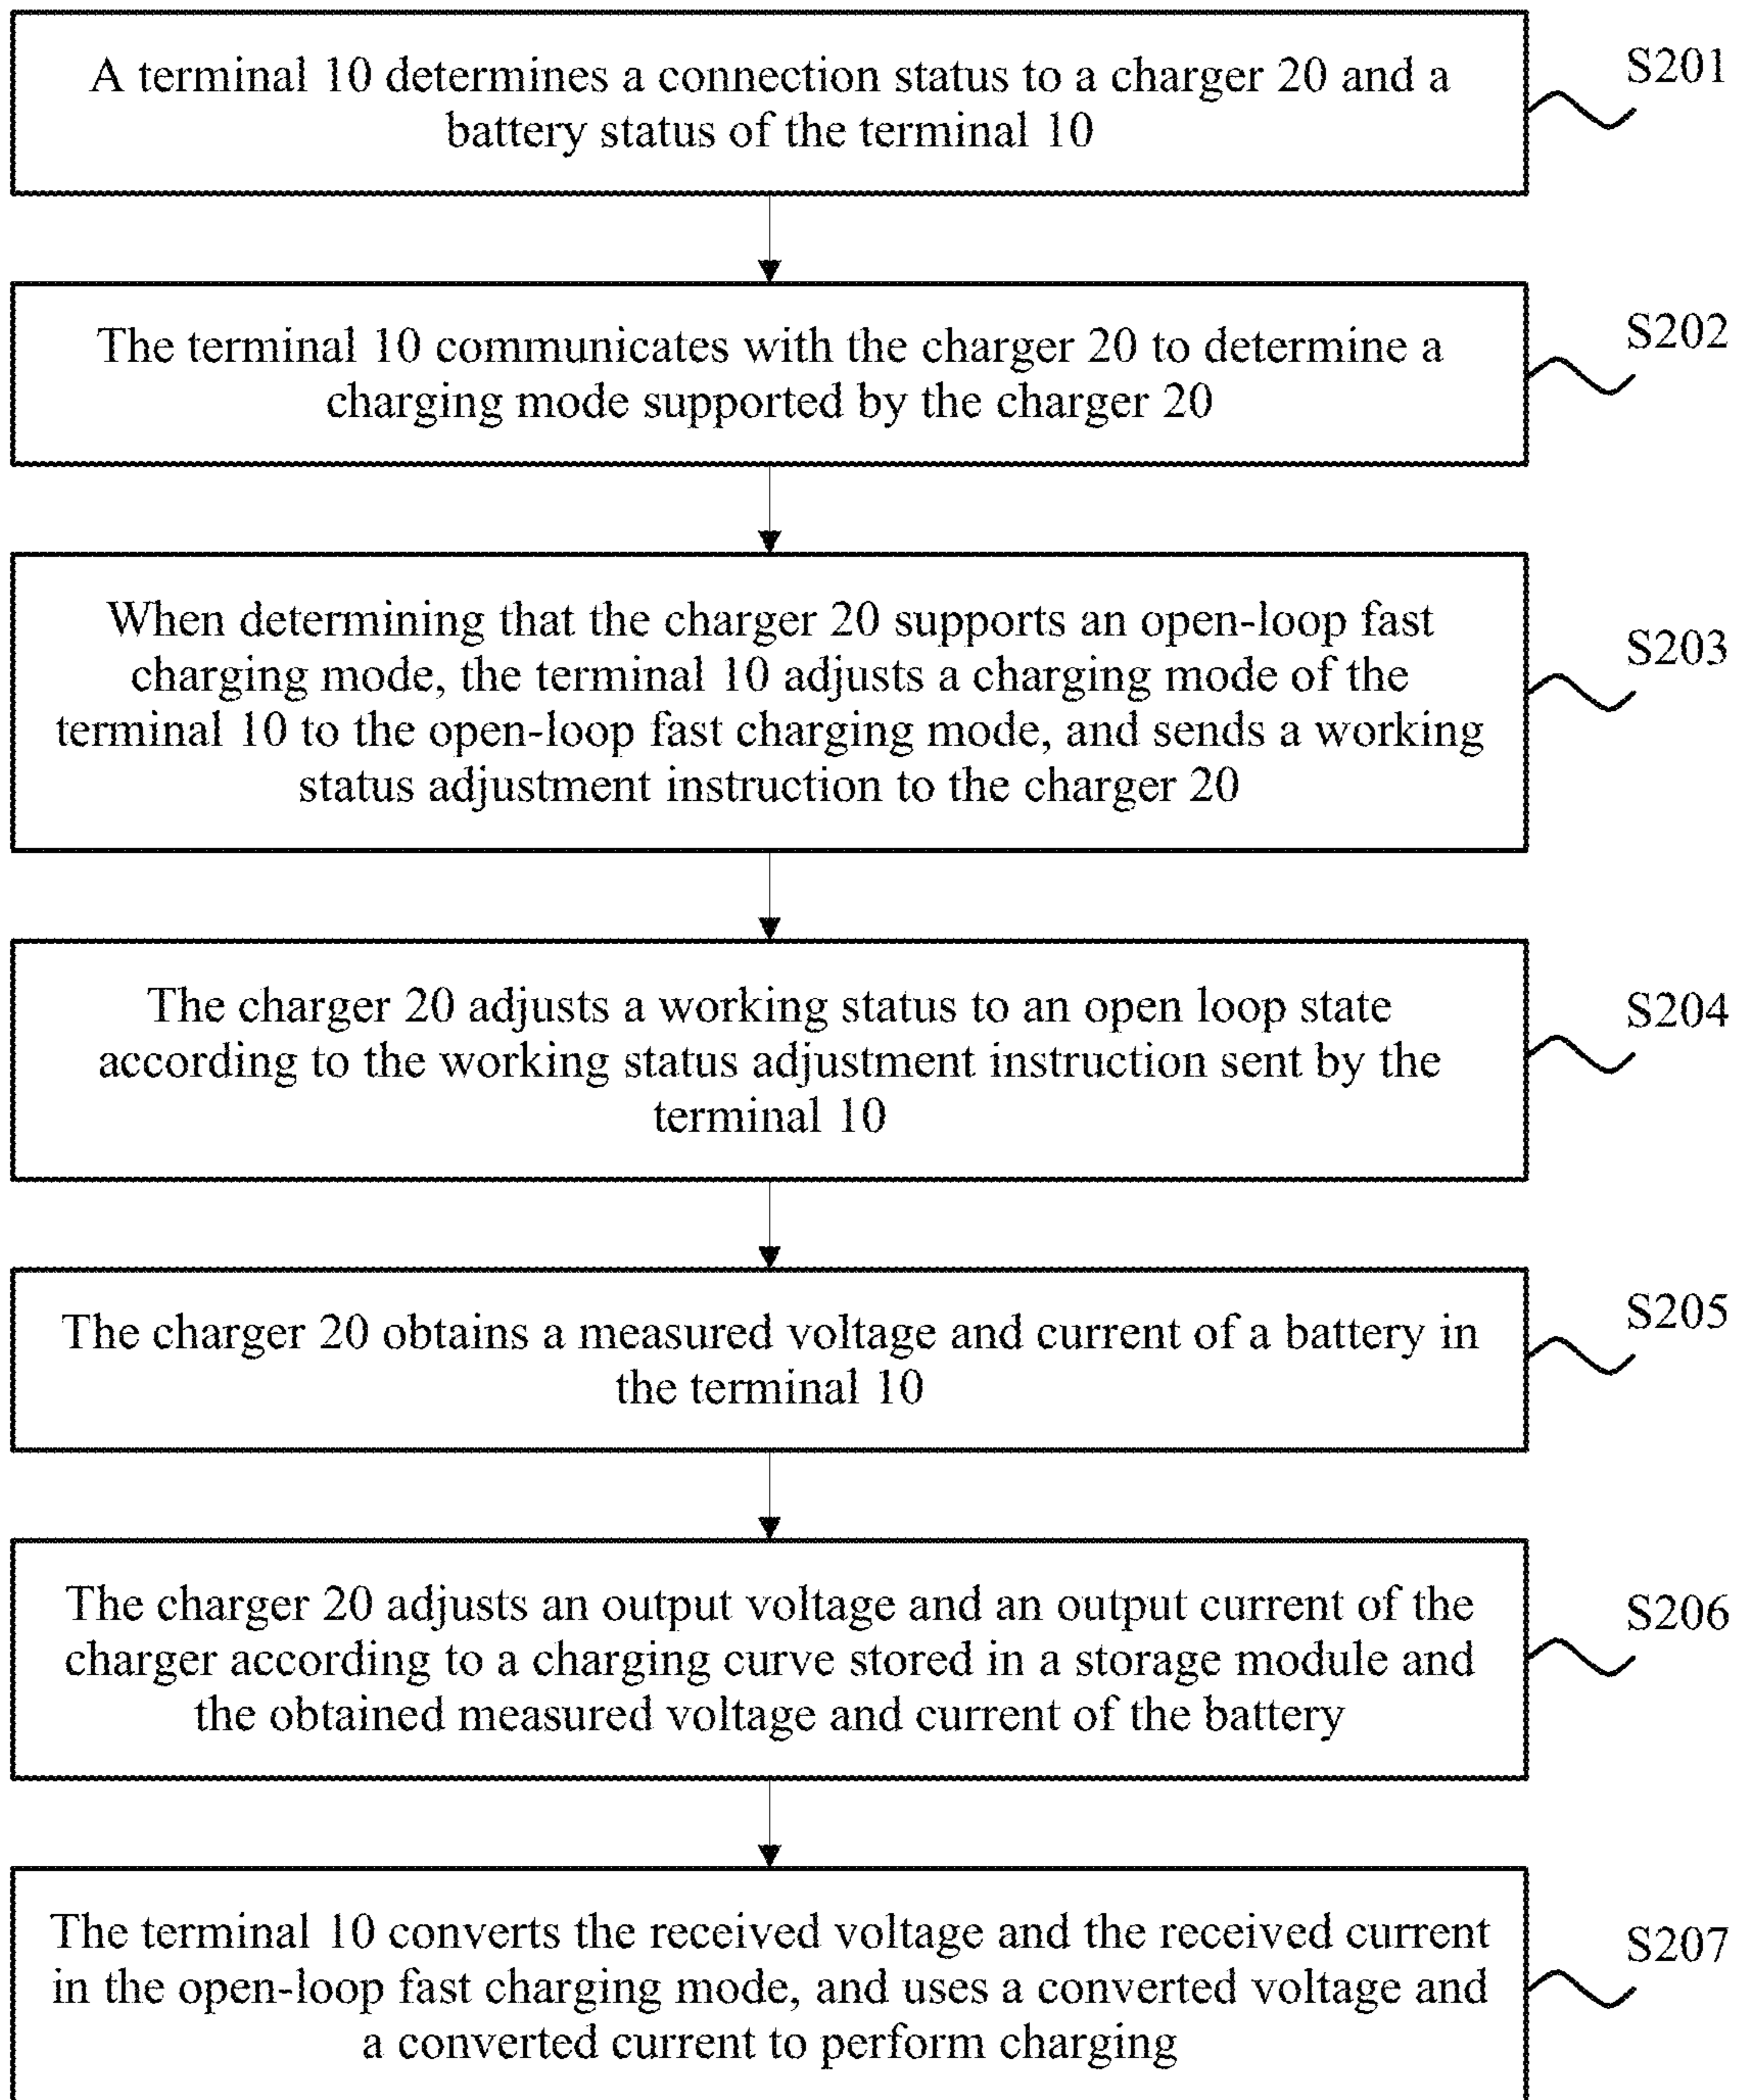 A terminal 10 determines a connection status to a charger 20 and a
battery status of the terminal 10
S201
The terminal 10 communicates with the charger 20 to determine a
charging mode supported by the charger 20
S202
When determining that the charger 20 supports an open-loop fast
charging mode, the terminal 10 adjusts a charging mode of the
terminal 10 to the open-loop fast charging mode, and sends a working
status adjustment instruction to the charger 20
S203
The charger 20 adjusts a working status to an open loop state
according to the working status adjustment instruction sent by the
terminal 10
S204
The charger 20 obtains a measured voltage and current of a battery in
the terminal 10
S205
The charger 20 adjusts an output voltage and an output current of the
charger according to a charging curve stored in a storage module and
the obtained measured voltage and current of the battery
S206
The terminal 10 converts the received voltage and the received current
in the open-loop fast charging mode, and uses a converted voltage and
a converted current to perform charging
S207